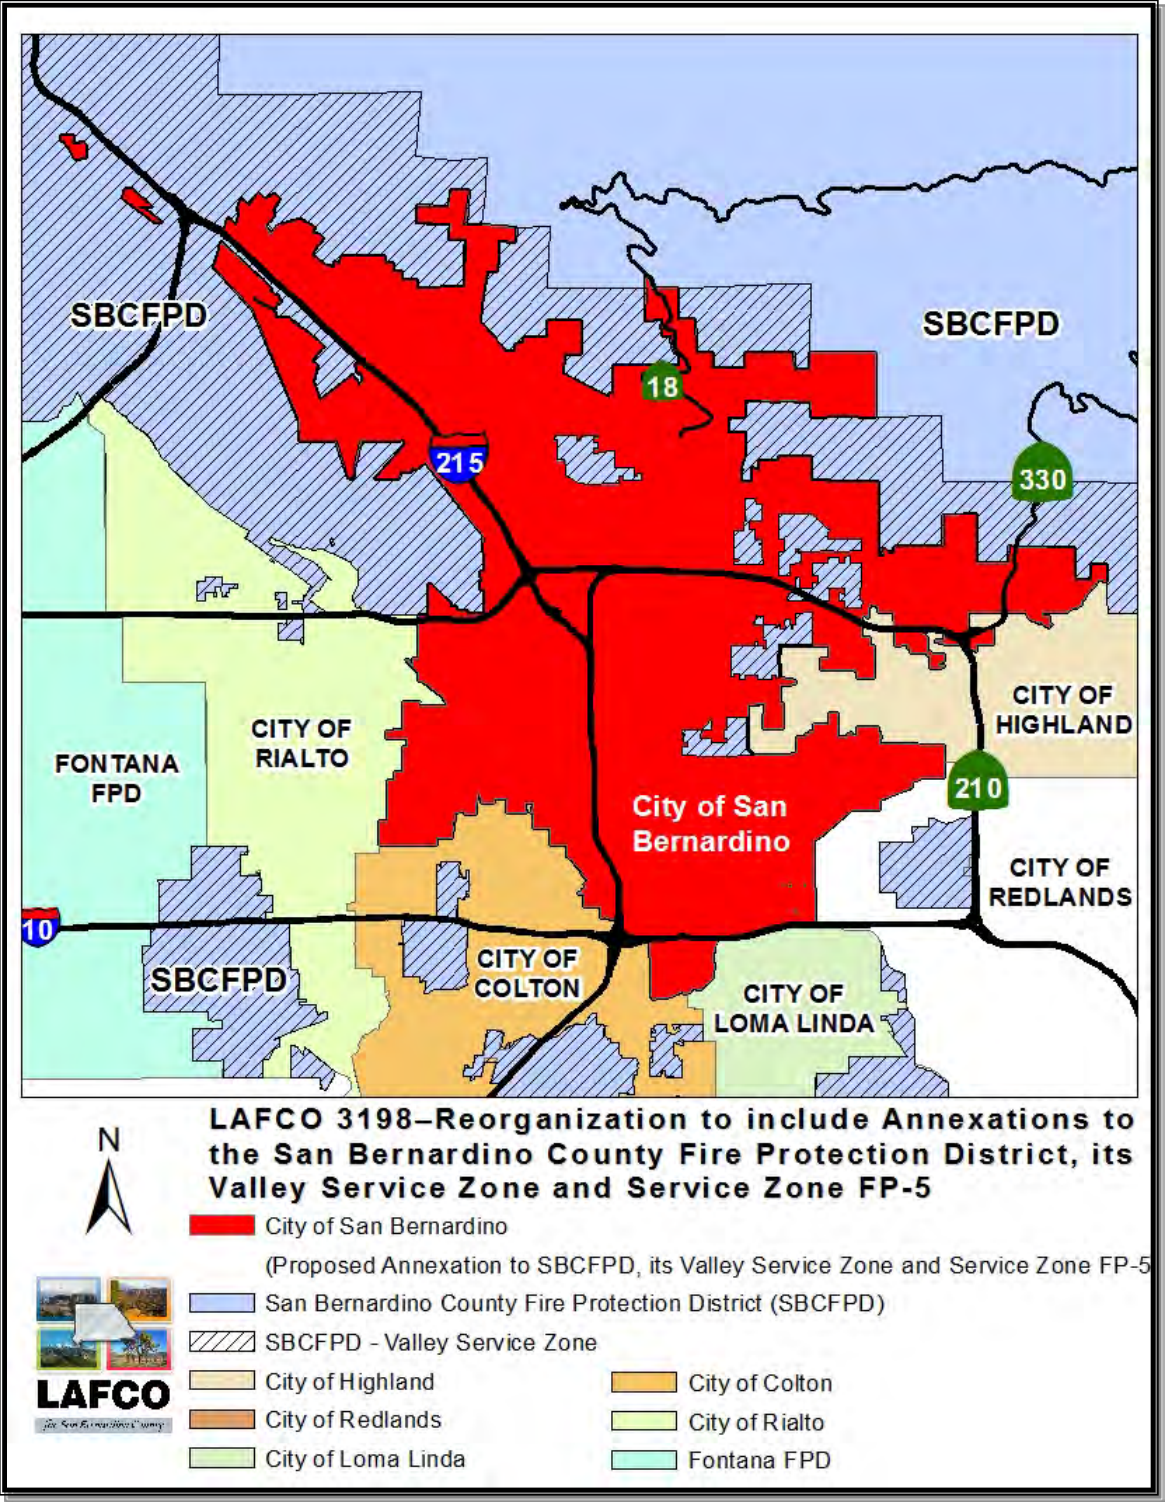 SBCFPD
SBCFPD
18
215
330
CITY OF
HIGHLAND
CITY OF
RIALTO
FONTANA
FPD
210
City of San
Bernardino
CITY OF
REDLANDS
10
SBCFPD
CITY OF
COLTON
CITY OF
LOMA LINDA
LAFCO 3198–Reorganization to include Annexations to
the San Bernardino County Fire Protection District, its
Valley Service Zone and Service Zone FP-5
N
City of San Bernardino
(Proposed Annexation to SBCFPD, its Valley Service Zone and Service Zone FP-5
San Bernardino County Fire Protection District (SBCFPD)
SBCFPD - Valley Service Zone
City of Highland
City of Colton
City of Redlands
City of Rialto
City of Loma Linda
Fontana FPD
LAFCO
for San Bernardino County